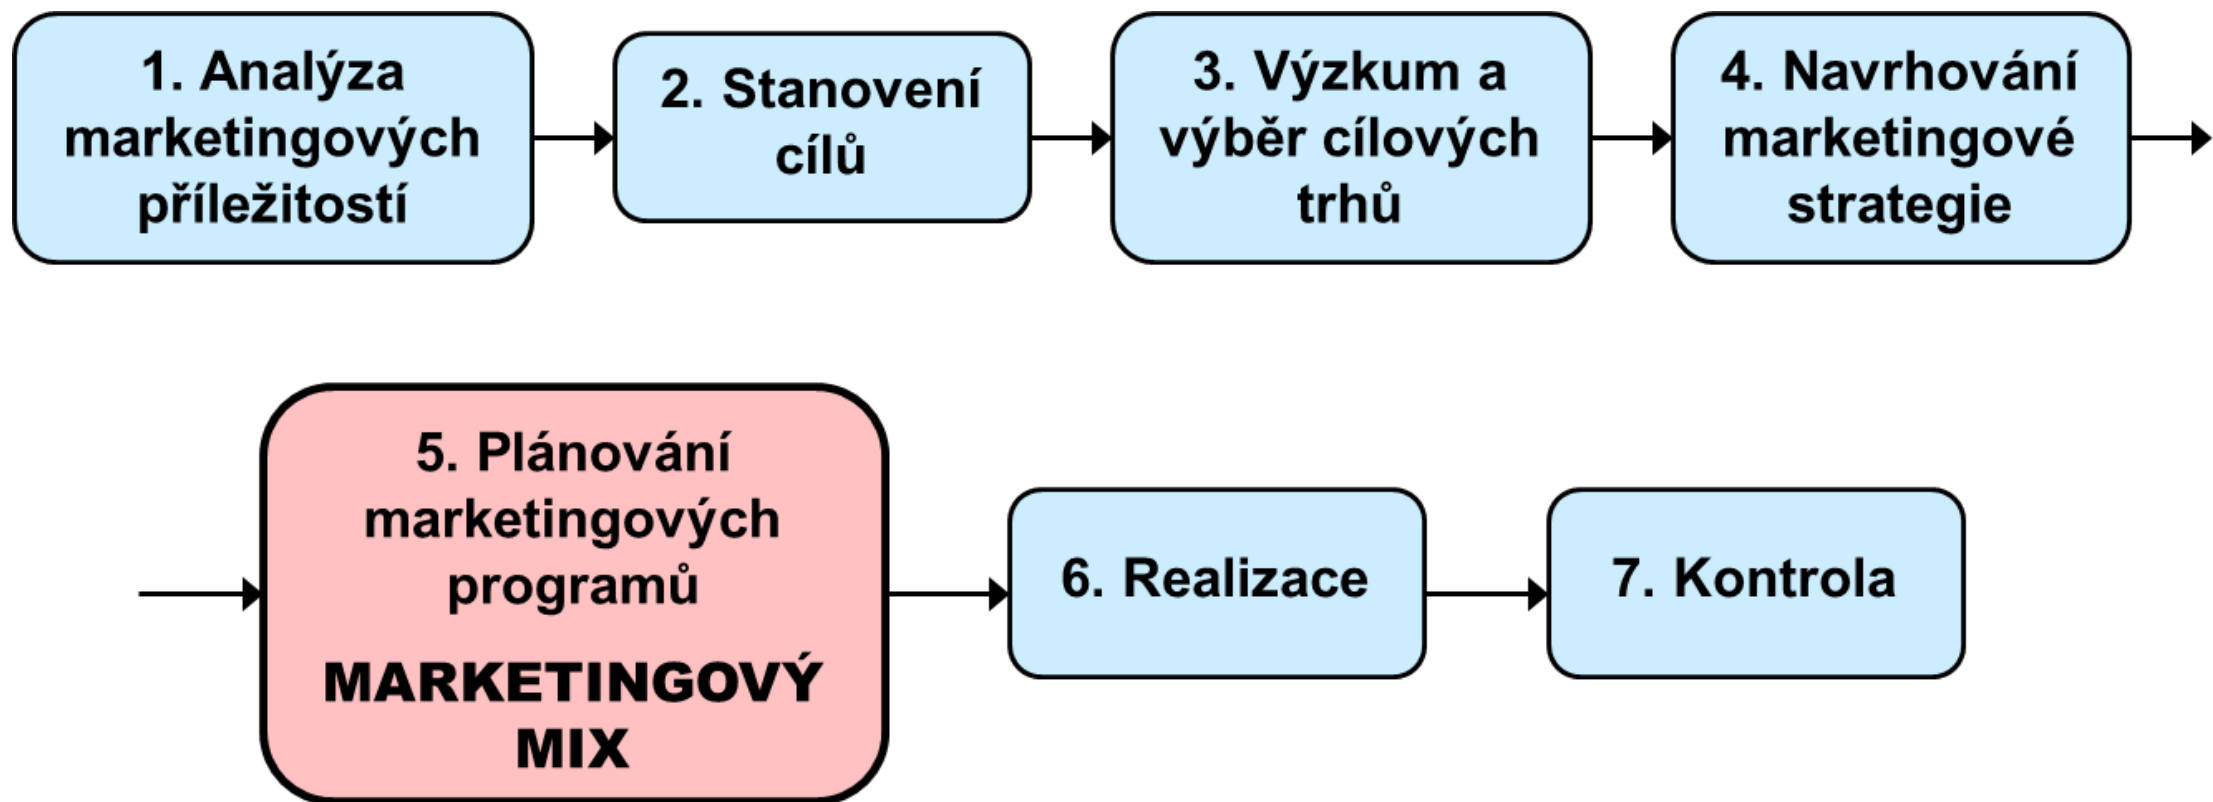 1. Analýza
marketingových
příležitostí
2. Stanovení
cílů
3. Výzkum a
výběr cílových
trhů
4. Navrhování
marketingové
strategie
5. Plánování
marketingových
programů
MARKETINGOVÝ
MIX
6. Realizace
7. Kontrola